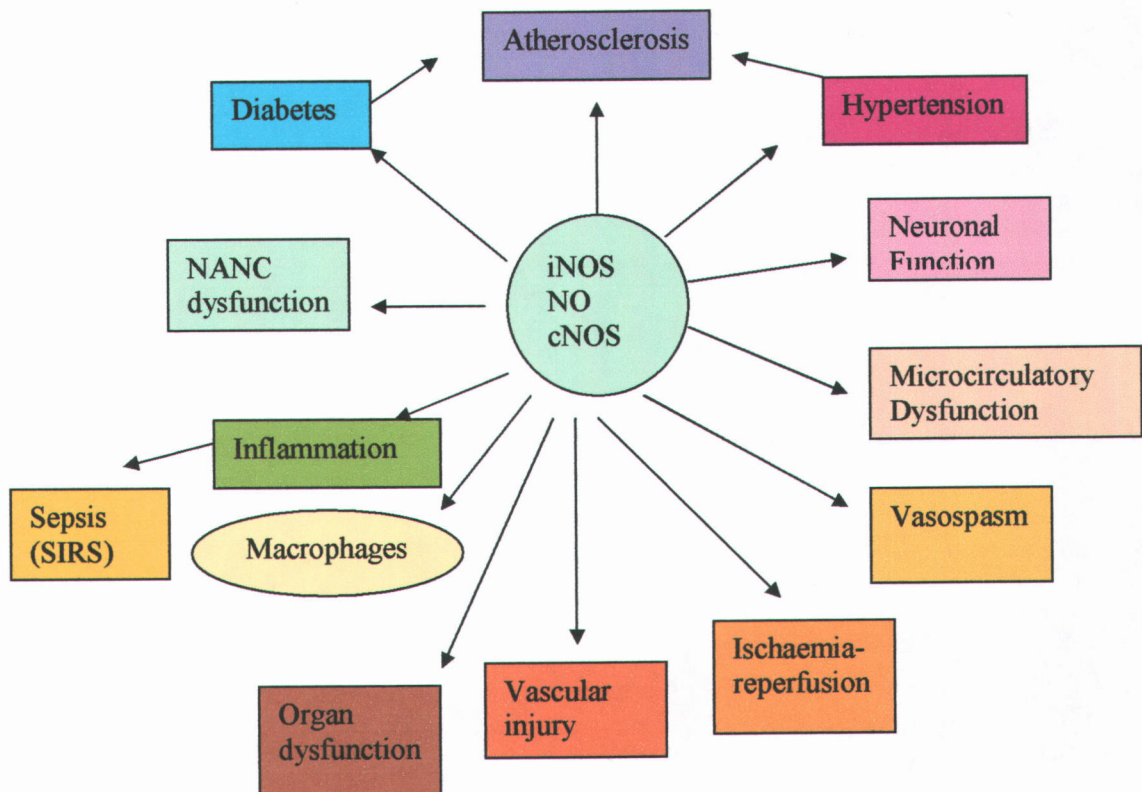 Atherosclerosis
Diabetes
Hypertension
Neuronal
Function
NANC
dysfunction
iNOS
NO
cNOS
Microcirculatory
Dysfunction
Inflammation
Sepsis
(SIRS)
Macrophages
Vasospasm
Ischaemia-
reperfusion
Vascular
injury
Organ
dysfunction